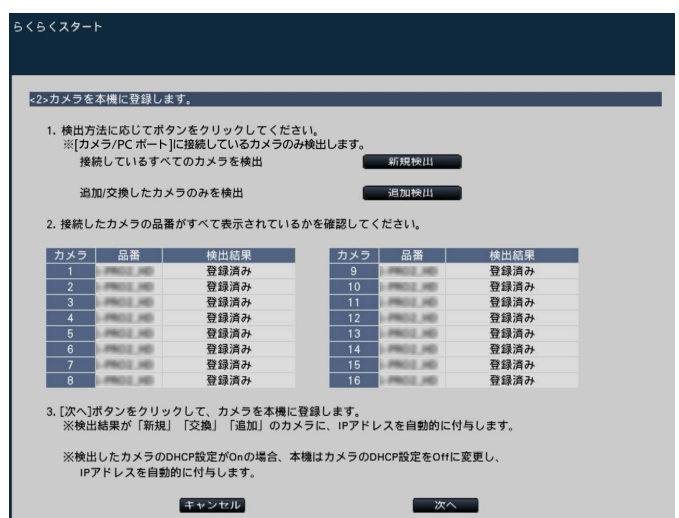 らくらくスタート
<2>カメラを本機に登録します。
1. 検出方法に応じてボタンをクリックしてください。
※[カメラ/PC ポート]に接続しているカメラのみ検出します。
接続しているすべてのカメラを検出 新規検出
追加/交換したカメラのみを検出 追加検出
2. 接続したカメラの品番がすべて表示されているかを確認してください。
カメラ 品番 検出結果 カメラ 品番 検出結果
1 登録済み 9 登録済み
2 登録済み 10 登録済み
3 登録済み 11 登録済み
4 登録済み 12 登録済み
5 登録済み 13 登録済み
6 登録済み 14 登録済み
7 登録済み 15 登録済み
8 登録済み 16 登録済み
3. [次へ]ボタンをクリックして、カメラを本機に登録します。
※検出結果が「新規」「交換」「追加」のカメラに、IPアドレスを自動的に付与します。
※検出したカメラのDHCP設定がOnの場合、本機はカメラのDHCP設定をOffに変更し、
IPアドレスを自動的に付与します。
キャンセル 次へ